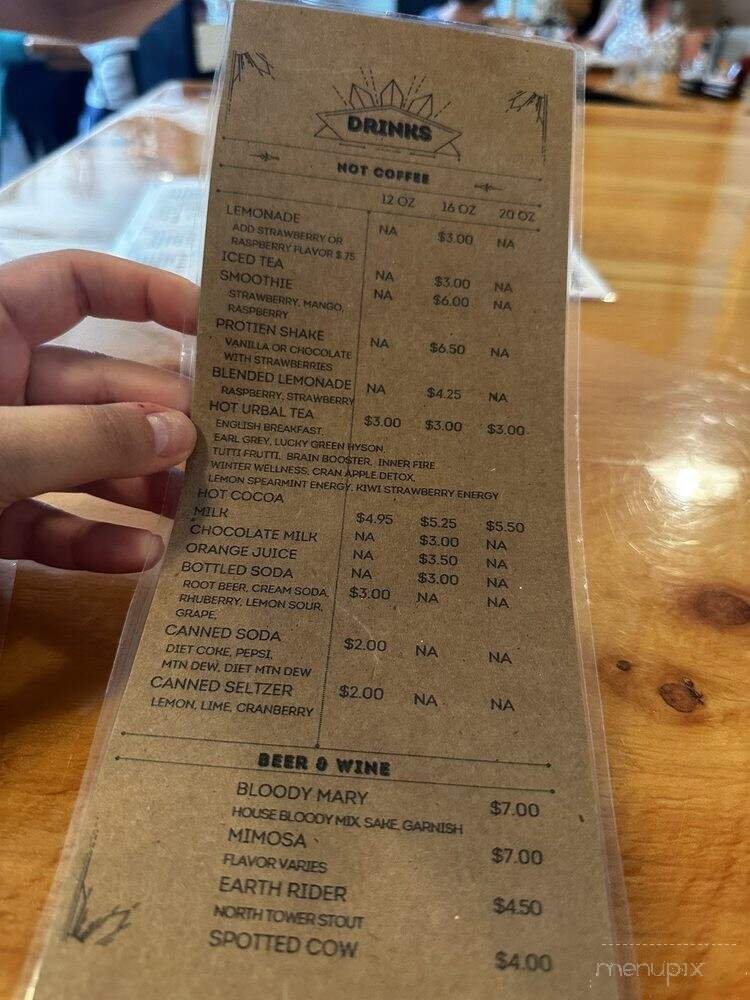 DRINKS
NOT COFFEE
12 OZ 16 OZ 20 OZ
LEMONADE NA $3.00 NA
ADD STRAWBERRY OR
RASPBERRY FLAVOR $.75
ICED TEA NA $3.00 NA
SMOOTHIE NA $6.00 NA
STRAWBERRY, MANGO,
RASPBERRY
PROTIEN SHAKE NA $6.50 NA
VANILLA OR CHOCOLATE
WITH STRAWBERRIES
BLENDED LEMONADE NA $4.25 NA
RASPBERRY, STRAWBERRY
HOT URBAL TEA $3.00 $3.00 $3.00
ENGLISH BREAKFAST,
EARL GREY, LUCKY GREEN HYSON,
TUTTI FRUTTI, BRAIN BOOSTER, INNER FIRE
WINTER WELLNESS, CRAN APPLE DETOX,
LEMON SPEARMINT ENERGY, KIWI STRAWBERRY ENERGY
HOT COCOA $4.95 $5.25 $5.50
MILK NA $3.00 NA
CHOCOLATE MILK NA $3.50 NA
ORANGE JUICE NA $3.00 NA
BOTTLED SODA $3.00 NA NA
ROOT BEER, CREAM SODA,
RHUBERRY, LEMON SOUR,
GRAPE,
CANNED SODA $2.00 NA NA
DIET COKE, PEPSI,
MTN DEW, DIET MTN DEW
CANNED SELTZER $2.00 NA NA
LEMON, LIME, CRANBERRY
BEER & WINE
BLOODY MARY $7.00
HOUSE BLOODY MIX, SAKE, GARNISH
MIMOSA $7.00
FLAVOR VARIES
EARTH RIDER $4.50
NORTH TOWER STOUT
SPOTTED COW $4.00
menupix